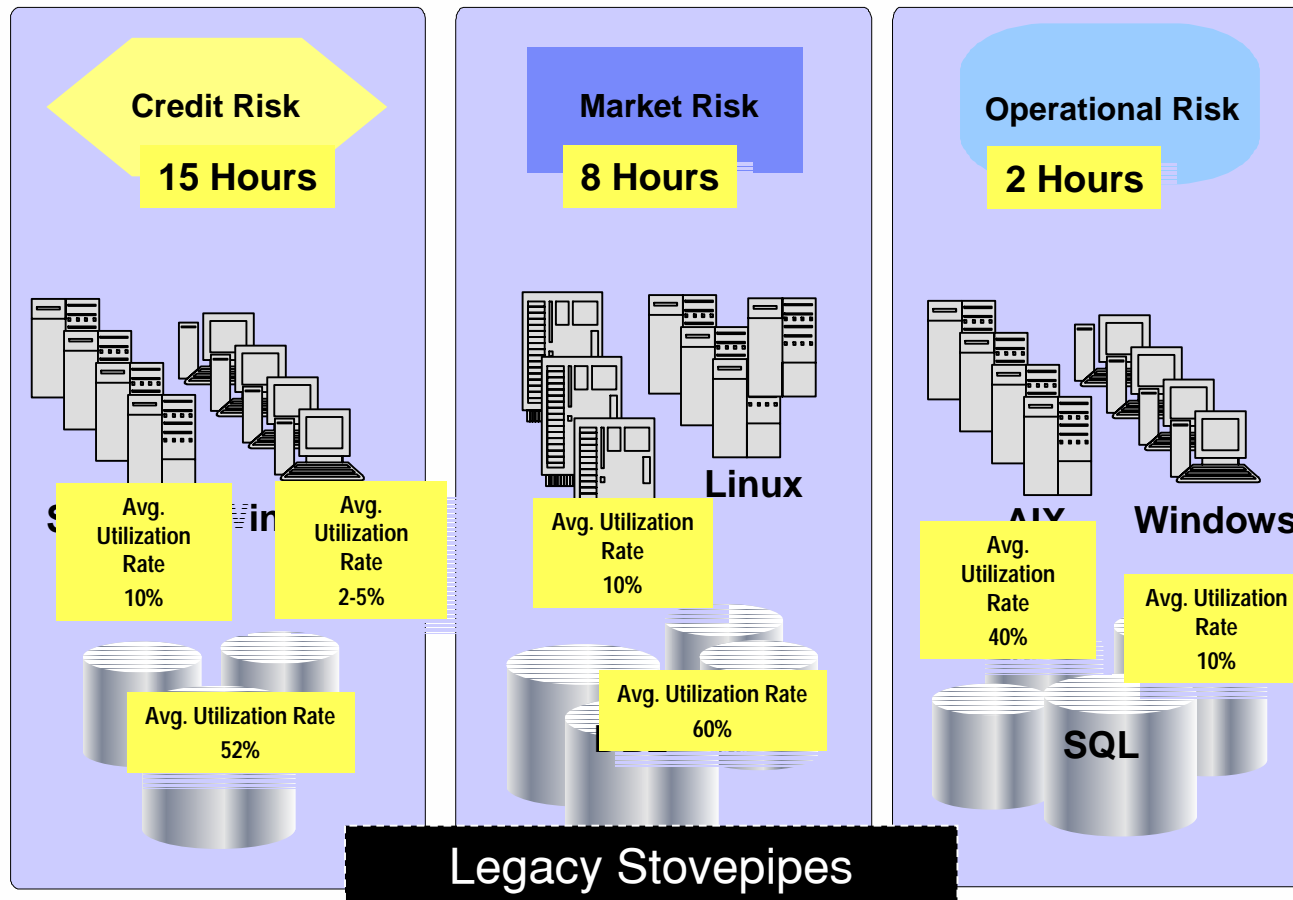 Credit Risk
15 Hours
Avg.
Utilization
Rate
10%
Avg.
Utilization
Rate
2-5%
Avg. Utilization Rate
52%
Market Risk
8 Hours
Linux
Avg. Utilization
Rate
10%
Avg. Utilization Rate
60%
Operational Risk
2 Hours
AIX
Windows
Avg.
Utilization
Rate
40%
Avg. Utilization
Rate
10%
SQL
Legacy Stovepipes